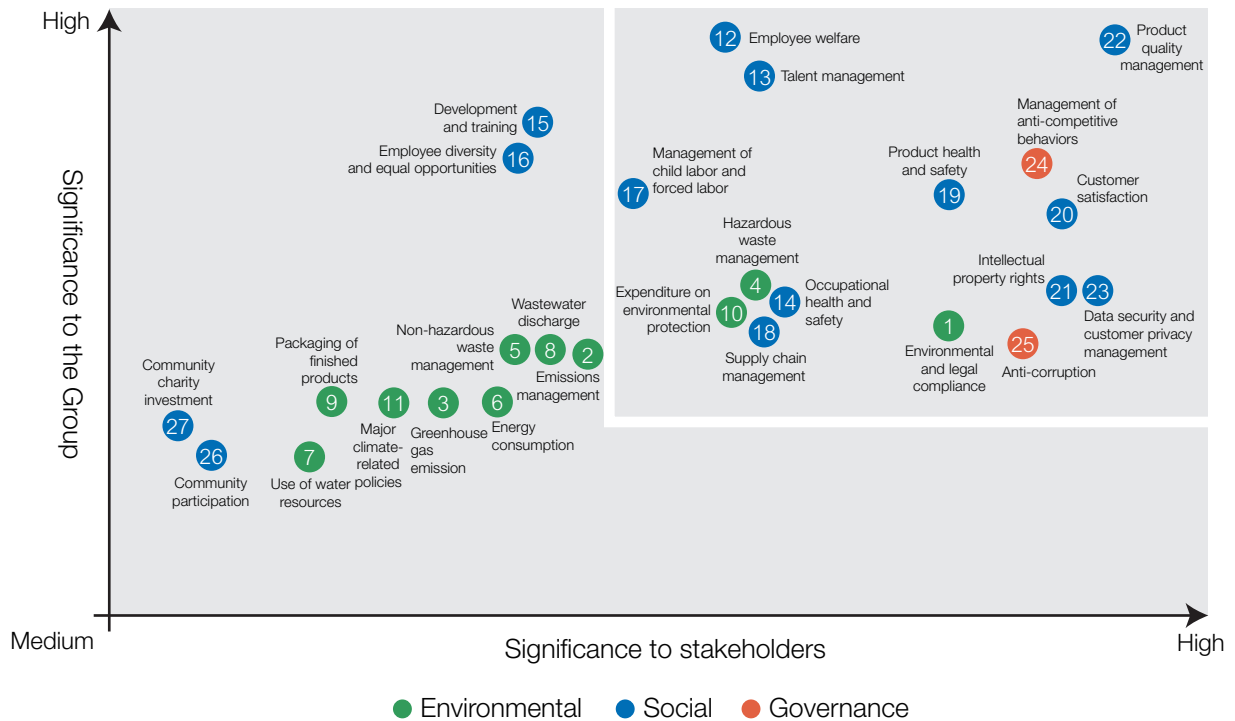 High
12
Employee welfare
22
Product
quality
management
13
Talent management
Development
and training
15
Employee diversity
and equal opportunities
16
Management of
anti-competitive
behaviors
24
Management of
child labor and
forced labor
17
Product health
and safety
19
Customer
satisfaction
20
Significance to the Group
Hazardous
waste
management
4
Expenditure on
environmental
protection
10
14
Occupational
health and
safety
18
Supply chain
management
Intellectual
property rights
21
23
Data security and
customer privacy
management
1
Environmental
and legal
compliance
25
Anti-corruption
Wastewater
discharge
Non-hazardous
waste
management
5
8
2
Emissions
management
Packaging of
finished
products
9
11
Major
climate-
related
policies
3
Greenhouse
gas
emission
6
Energy
consumption
Community
charity
investment
27
26
Community
participation
7
Use of water
resources
Medium
Significance to stakeholders
High
Environmental
Social
Governance